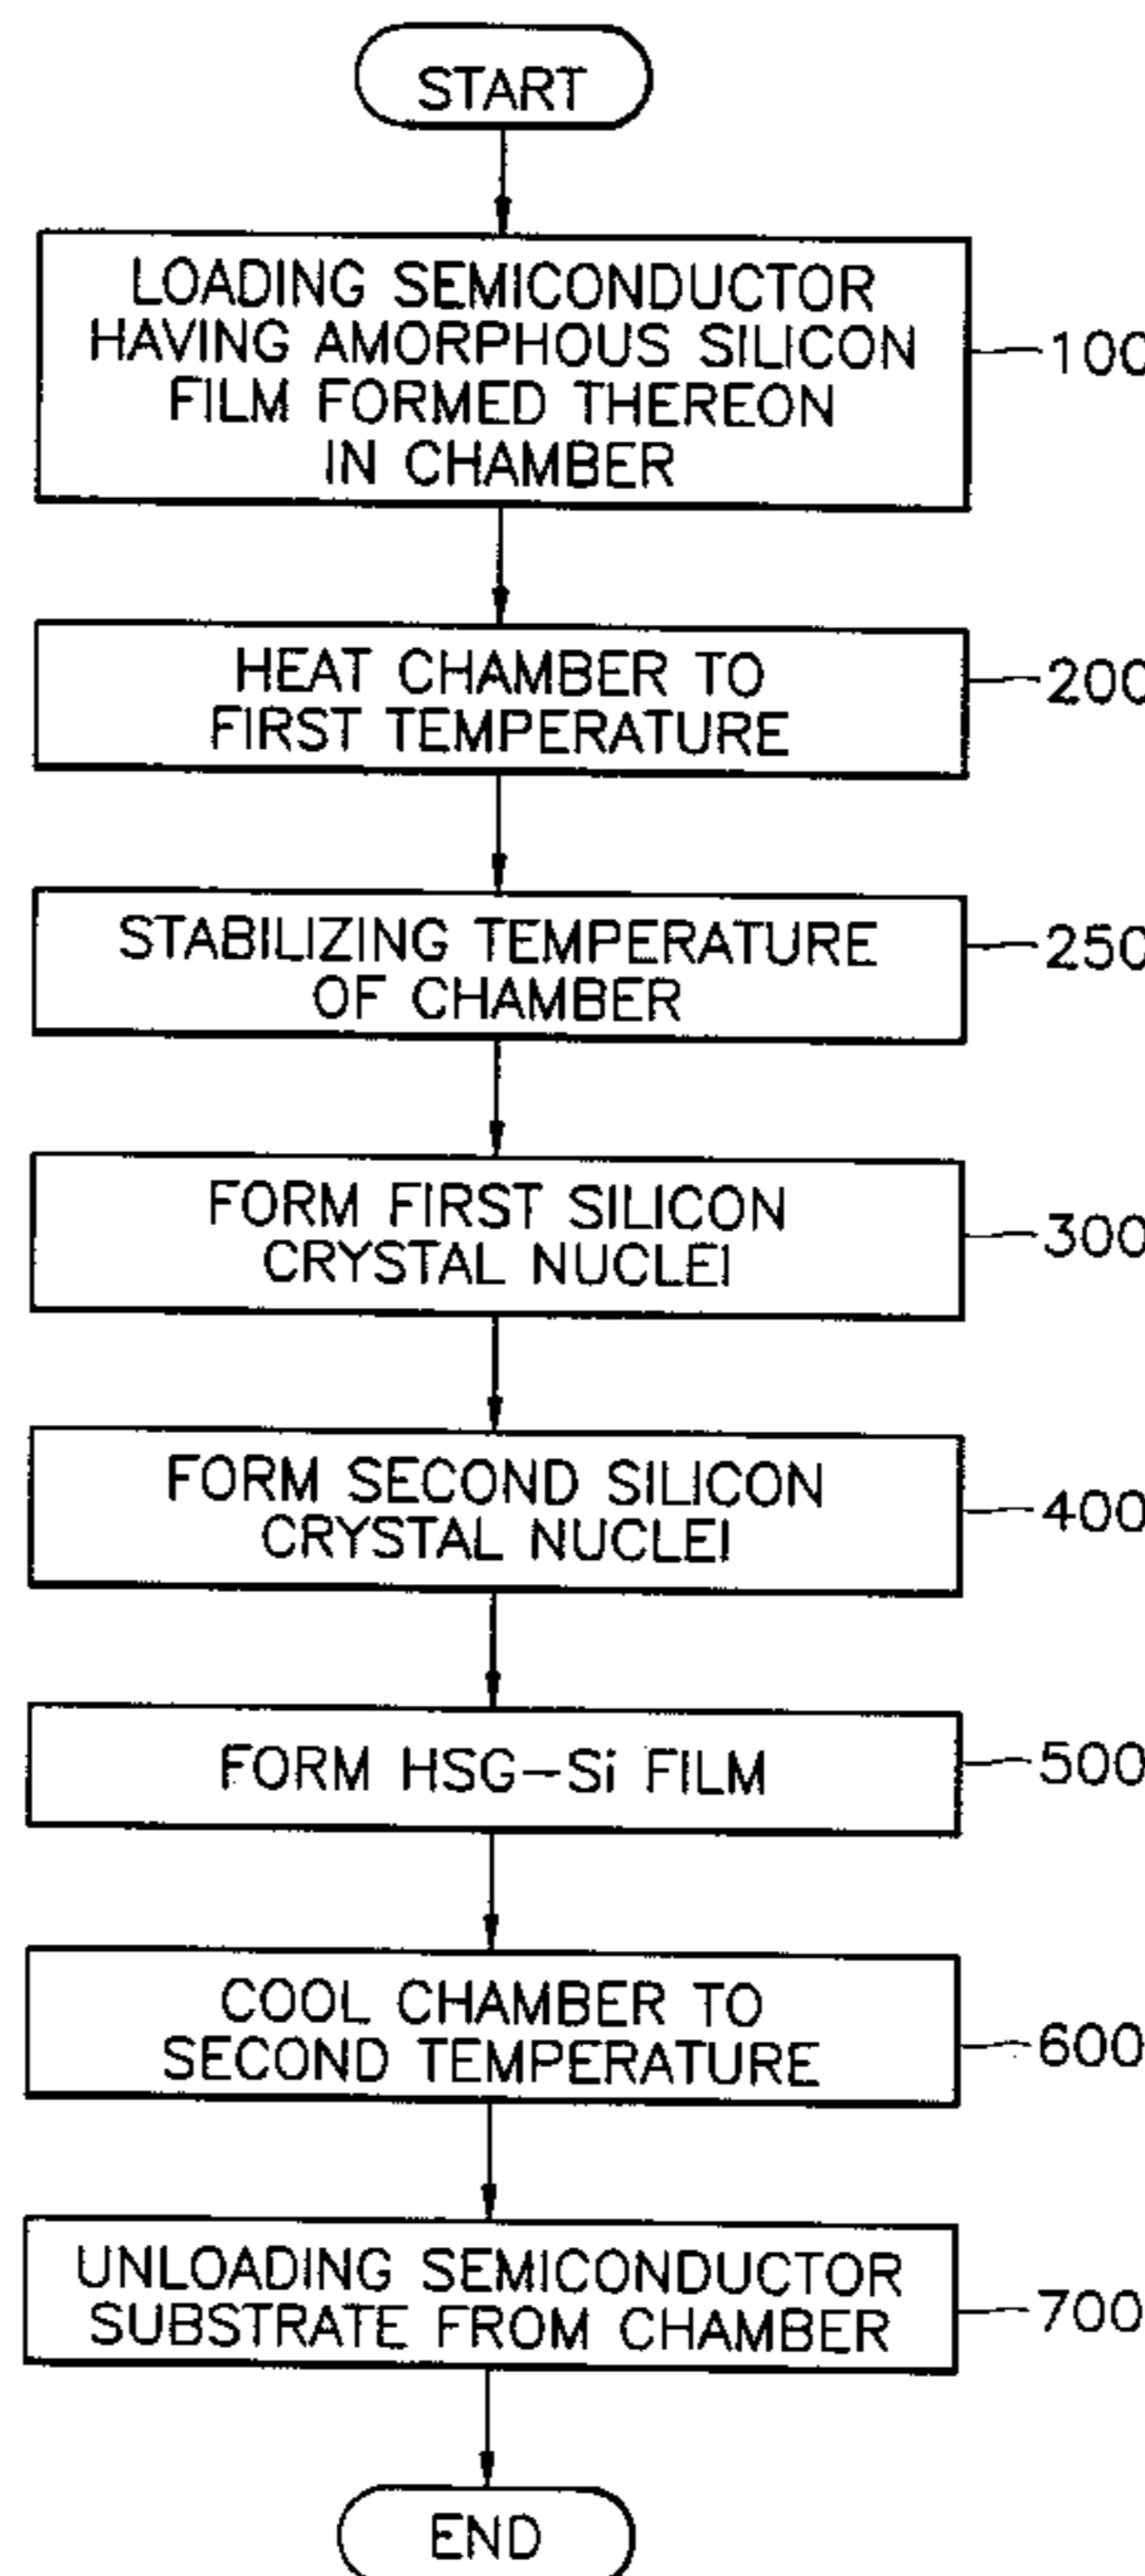 START
LOADING SEMICONDUCTOR
HAVING AMORPHOUS SILICON
FILM FORMED THEREON
IN CHAMBER
100
HEAT CHAMBER TO
FIRST TEMPERATURE
200
STABILIZING TEMPERATURE
OF CHAMBER
250
FORM FIRST SILICON
CRYSTAL NUCLEI
300
FORM SECOND SILICON
CRYSTAL NUCLEI
400
FORM HSG-Si FILM
500
COOL CHAMBER TO
SECOND TEMPERATURE
600
UNLOADING SEMICONDUCTOR
SUBSTRATE FROM CHAMBER
700
END